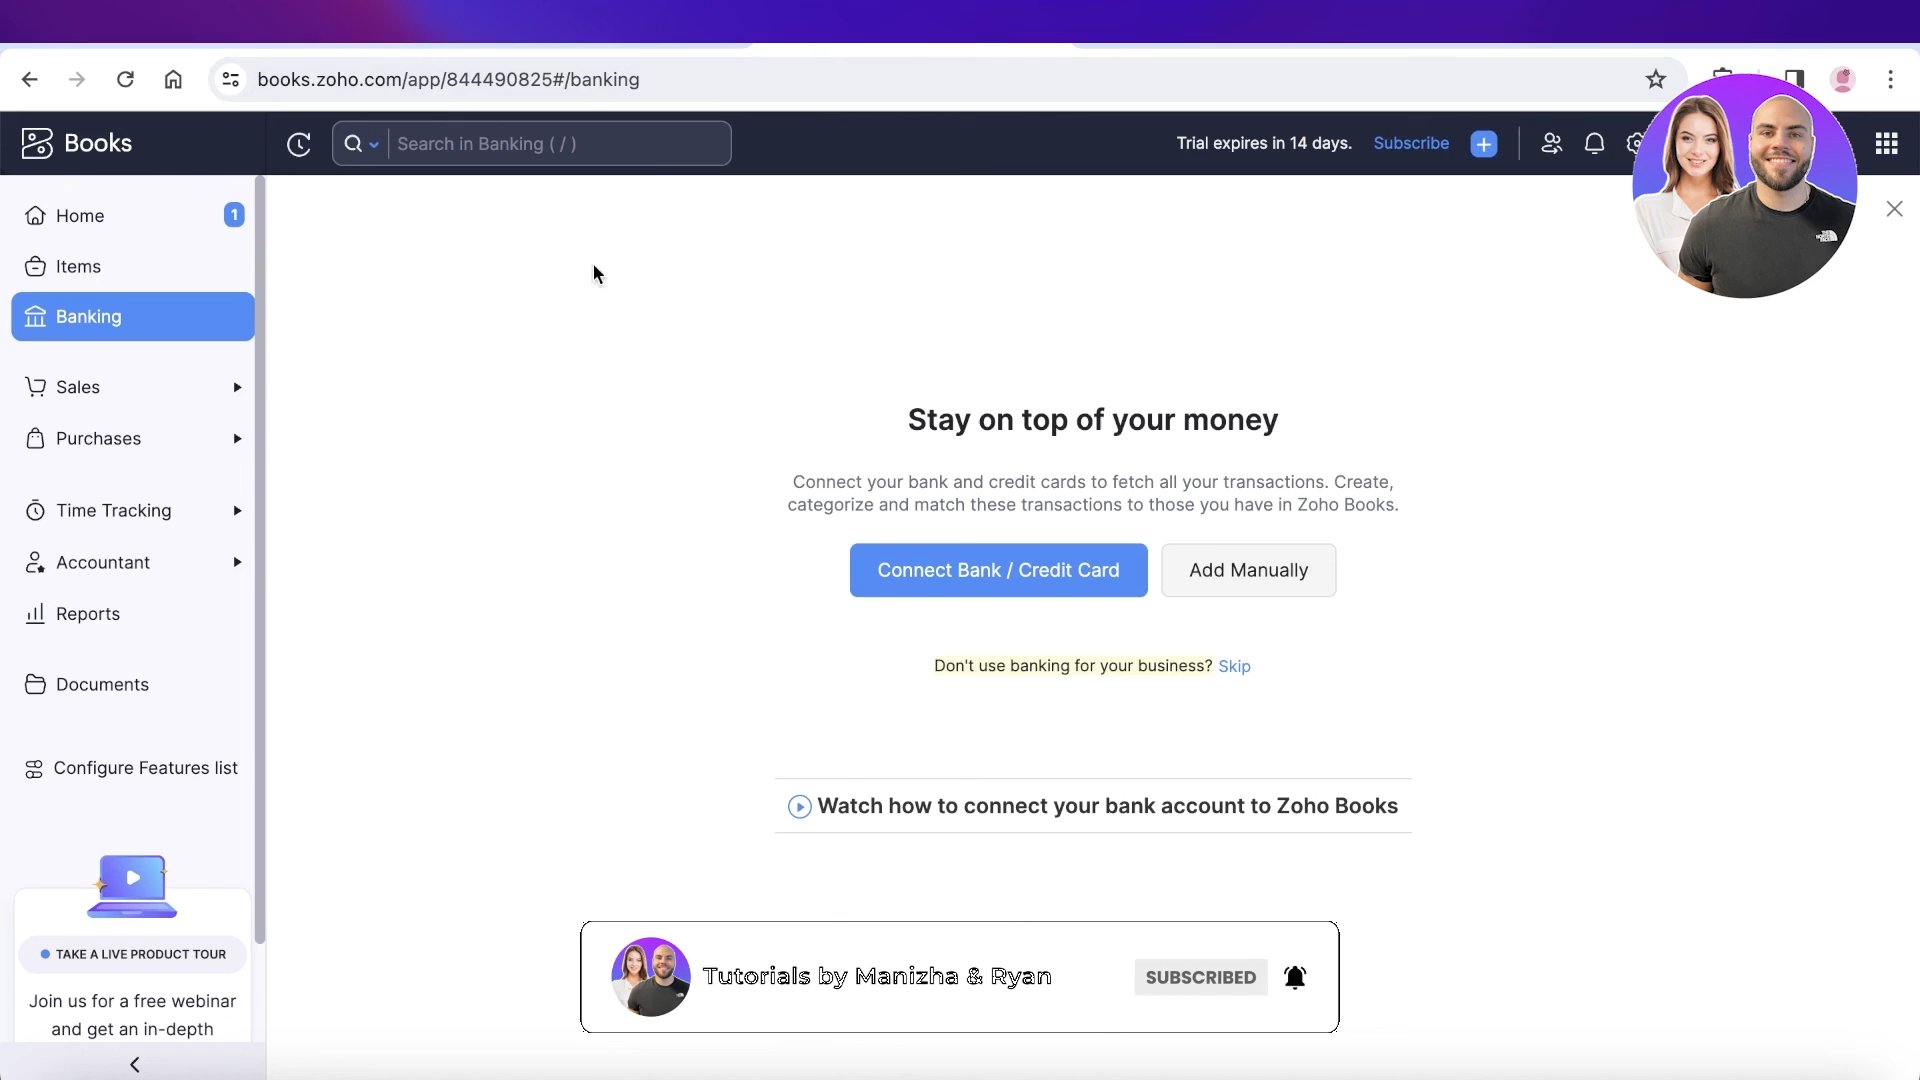 books.zoho.com/app/844490825#/banking
Books
Search in Banking ( / )
Trial expires in 14 days.
Subscribe
Home
1
Items
Banking
Sales
Purchases
Time Tracking
Accountant
Reports
Documents
Configure Features list
TAKE A LIVE PRODUCT TOUR
Join us for a free webinar
and get an in-depth
Stay on top of your money
Connect your bank and credit cards to fetch all your transactions. Create,
categorize and match these transactions to those you have in Zoho Books.
Connect Bank / Credit Card
Add Manually
Don't use banking for your business? Skip
Watch how to connect your bank account to Zoho Books
Tutorials by Manizha & Ryan
SUBSCRIBED